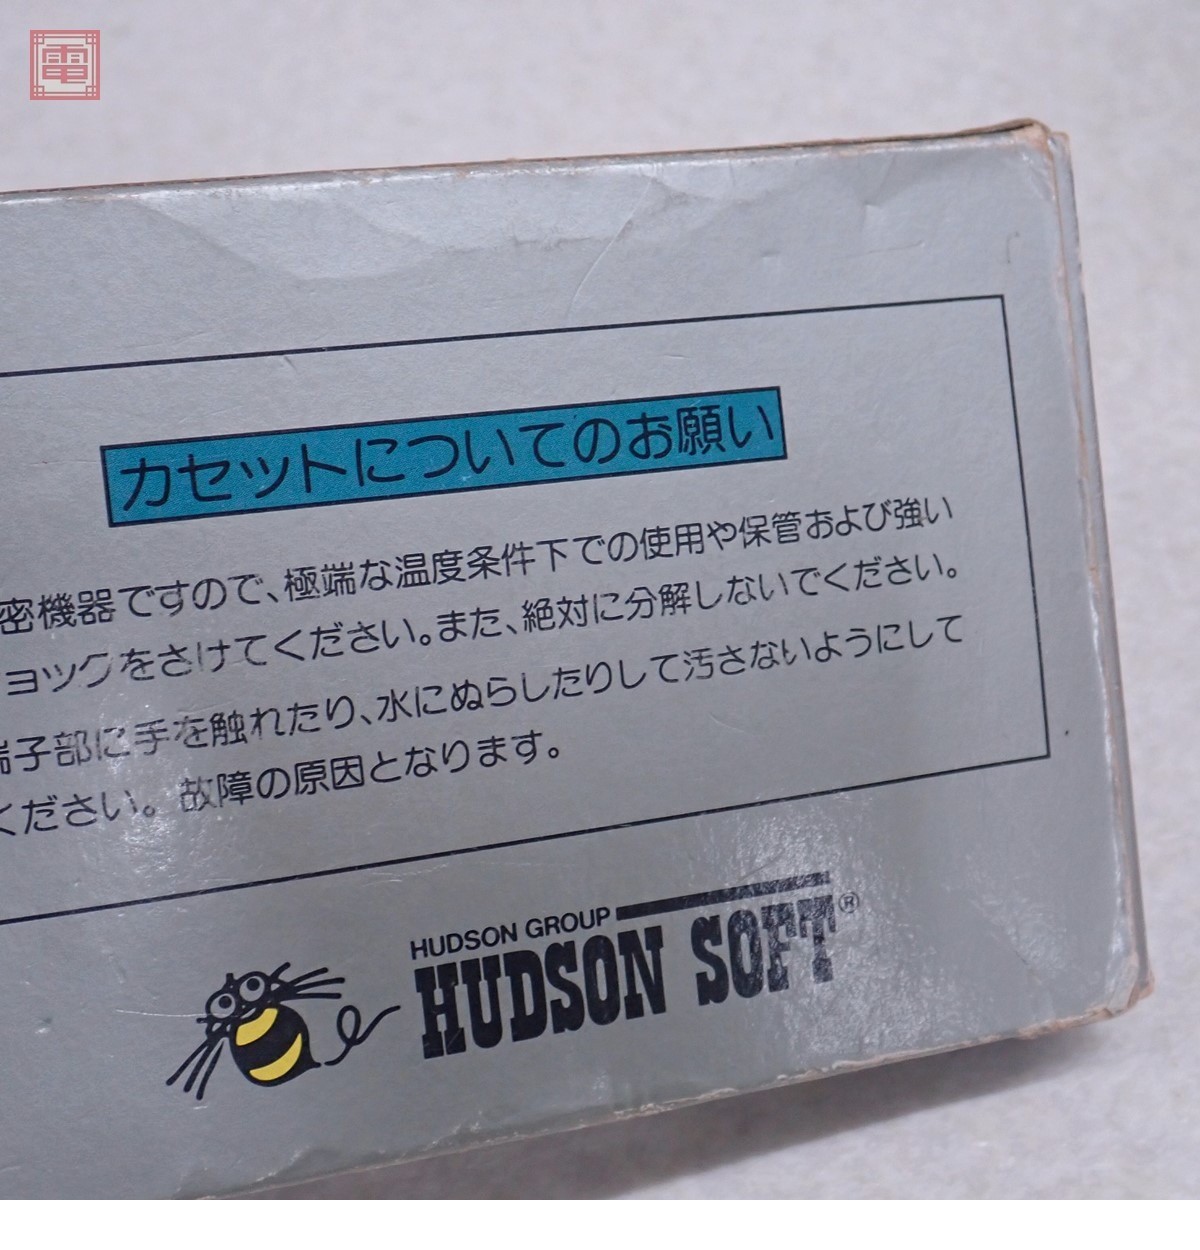 電
カセットについてのお願い
密機器ですので、極端な温度条件下での使用や保管および強い
ョックをさけてください。また、絶対に分解しないでください。
端子部に手を触れたり、水にぬらしたりして汚さないようにして
ください。故障の原因となります。
HUDSON GROUP
HUDSON SOFT®